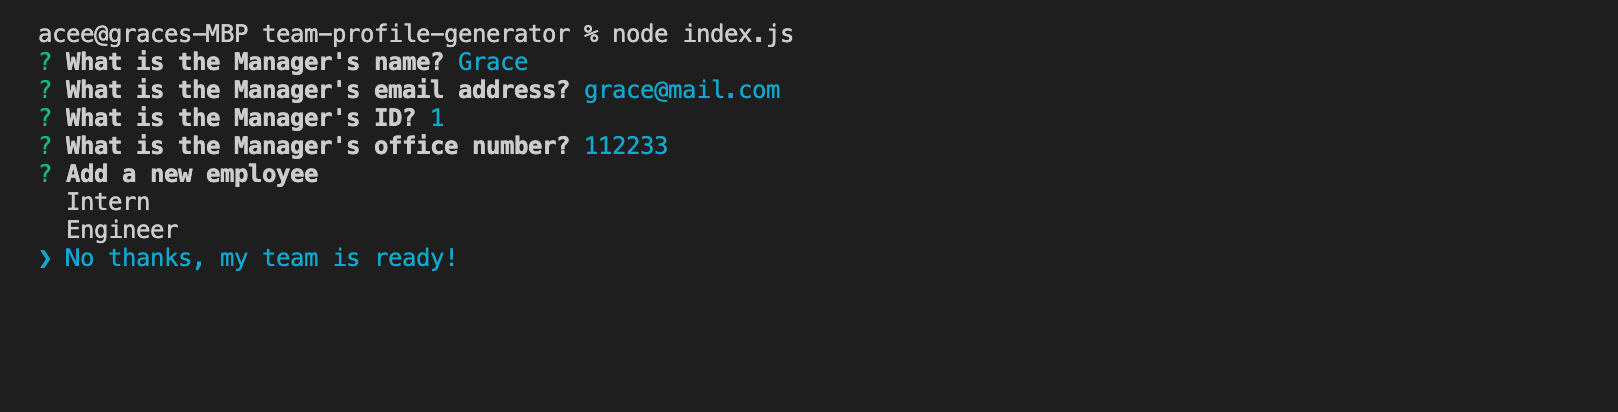 acee@graces-MBP team-profile-generator % node index.js
? What is the Manager's name? Grace
? What is the Manager's email address? grace@mail.com
? What is the Manager's ID? 1
? What is the Manager's office number? 112233
? Add a new employee
  Intern
  Engineer
❯ No thanks, my team is ready!